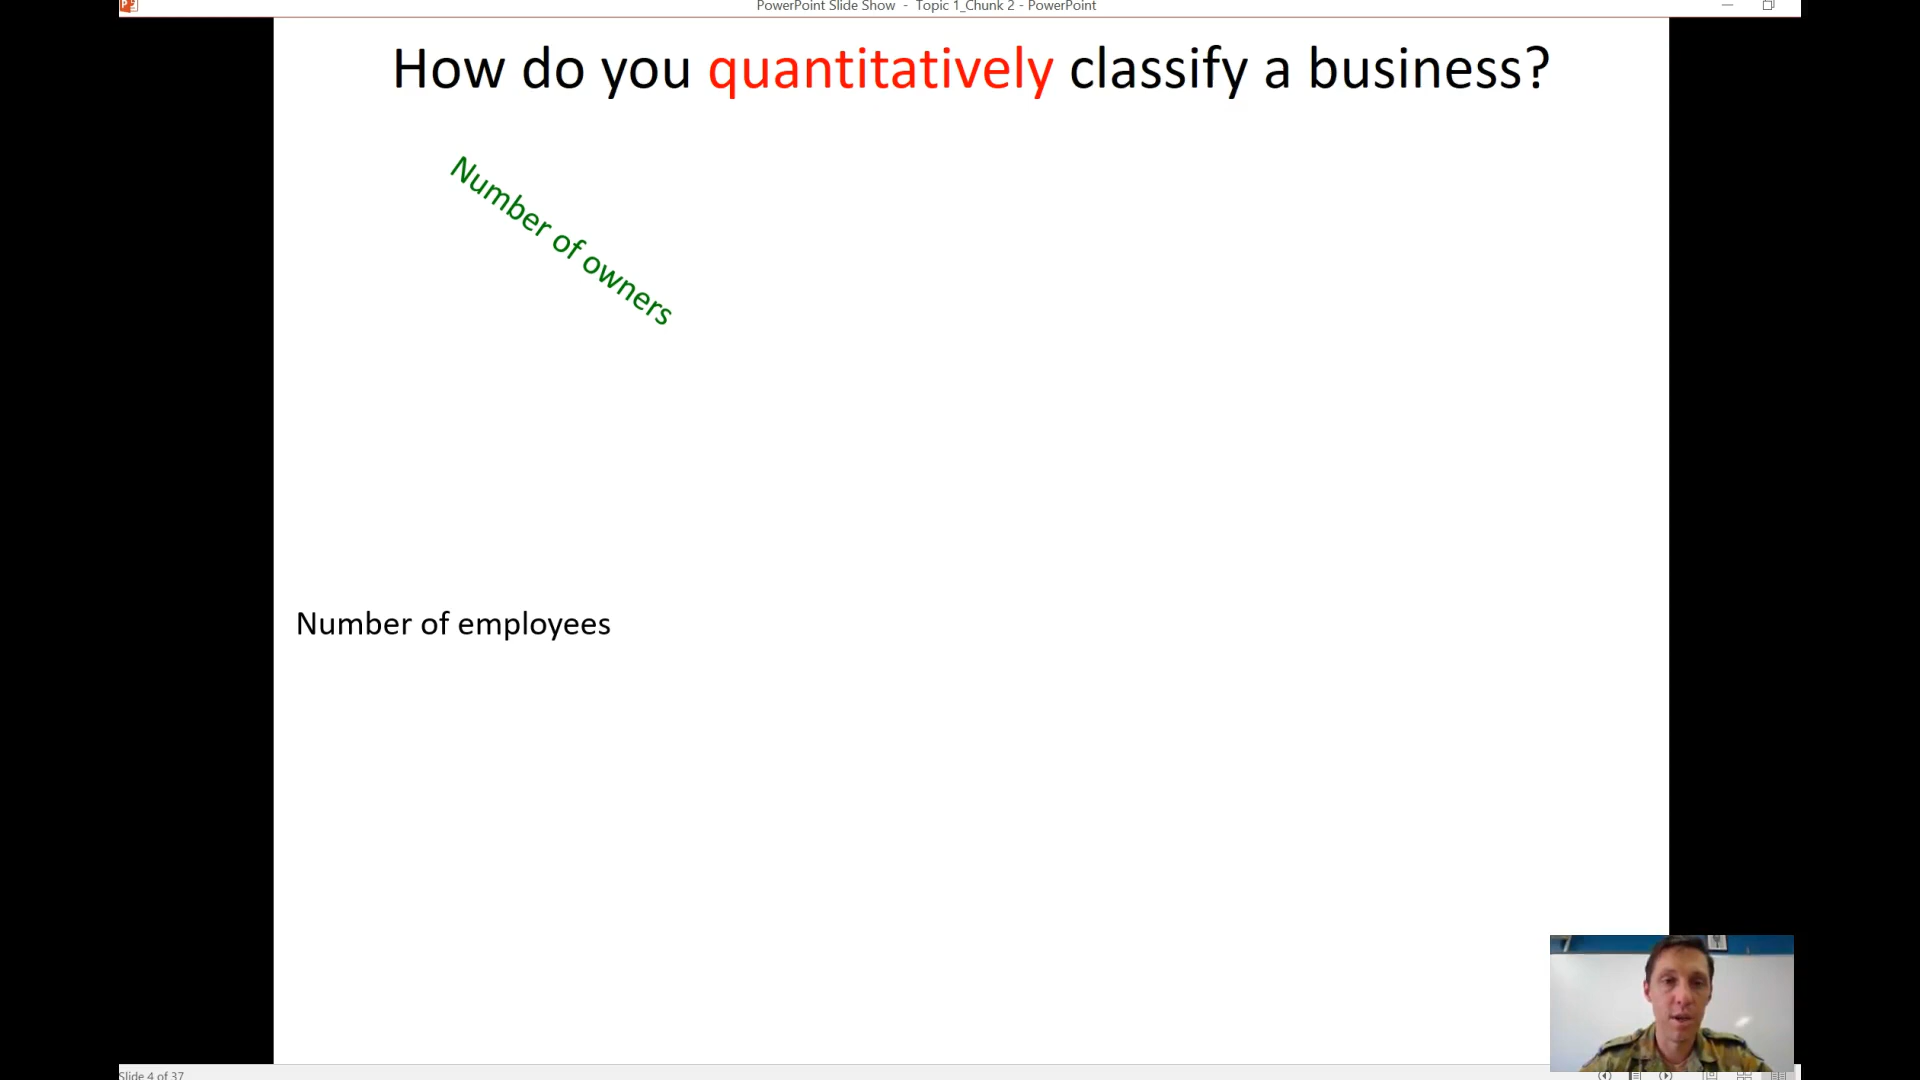 PowerPoint Slide Show - Topic 1_Chunk 2 - PowerPoint
How do you quantitatively classify a business?
Number of owners
Number of employees
Slide 4 of 37